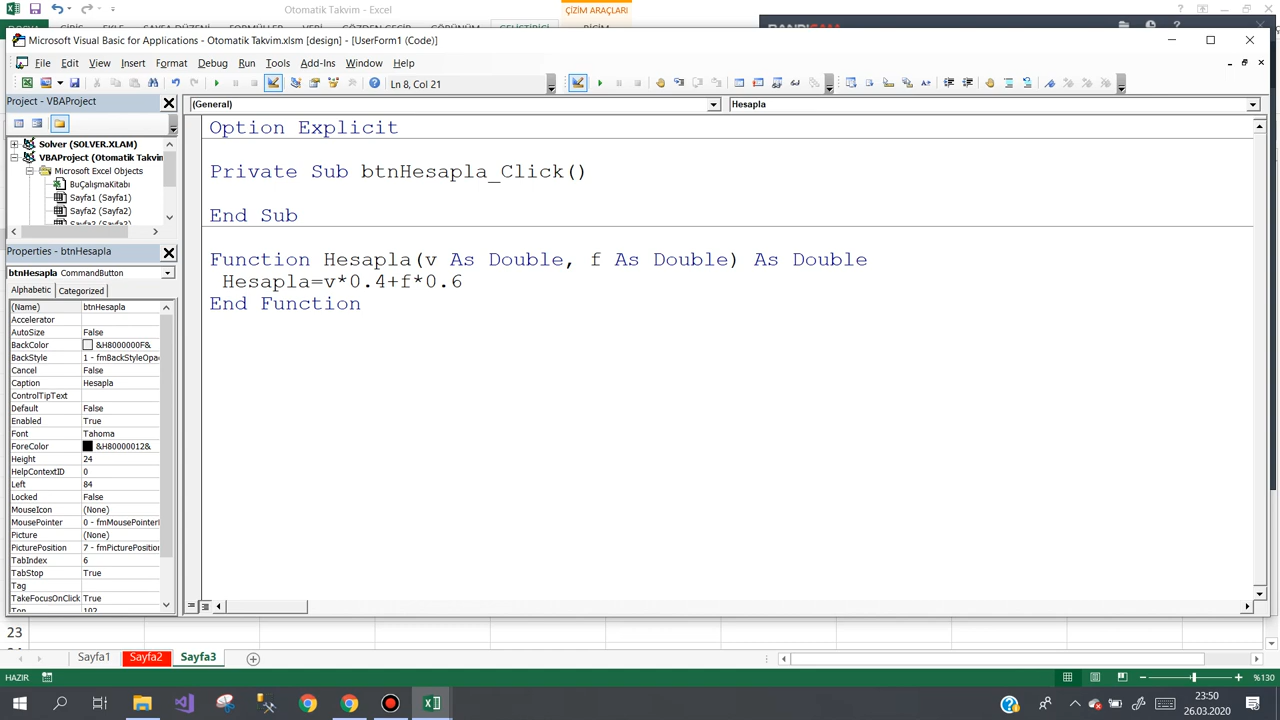 Otomatik Takvim - Excel
ÇİZİM ARAÇLARI
Microsoft Visual Basic for Applications - Otomatik Takvim.xlsm [design] - [UserForm1 (Code)]
File Edit View Insert Format Debug Run Tools Add-Ins Window Help
Ln 8, Col 21
Project - VBAProject
(General)
Hesapla
Solver (SOLVER.XLAM)
VBAProject (Otomatik Takvim
Microsoft Excel Objects
BuÇalışmaKitabı
Sayfa1 (Sayfa1)
Sayfa2 (Sayfa2)
Option Explicit
Private Sub btnHesapla_Click()
End Sub
Function Hesapla(v As Double, f As Double) As Double
Hesapla=v*0.4+f*0.6
End Function
Properties - btnHesapla
btnHesapla CommandButton
Alphabetic Categorized
(Name) btnHesapla
Accelerator
AutoSize False
BackColor &H8000000F&
BackStyle 1 - fmBackStyleOpa
Cancel False
Caption Hesapla
ControlTipText
Default False
Enabled True
Font Tahoma
ForeColor &H80000012&
Height 24
HelpContextID 0
Left 84
Locked False
MouseIcon (None)
MousePointer 0 - fmMousePointerI
Picture (None)
PicturePosition 7 - fmPicturePosition
TabIndex 6
TabStop True
Tag
TakeFocusOnClick True
23
Sayfa1 Sayfa2 Sayfa3
HAZIR
%130
23:50
26.03.2020